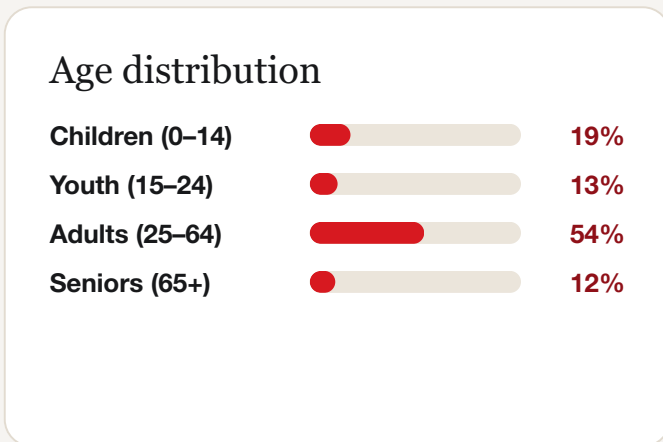 Age distribution
Children (0–14) 19%
Youth (15–24) 13%
Adults (25–64) 54%
Seniors (65+) 12%